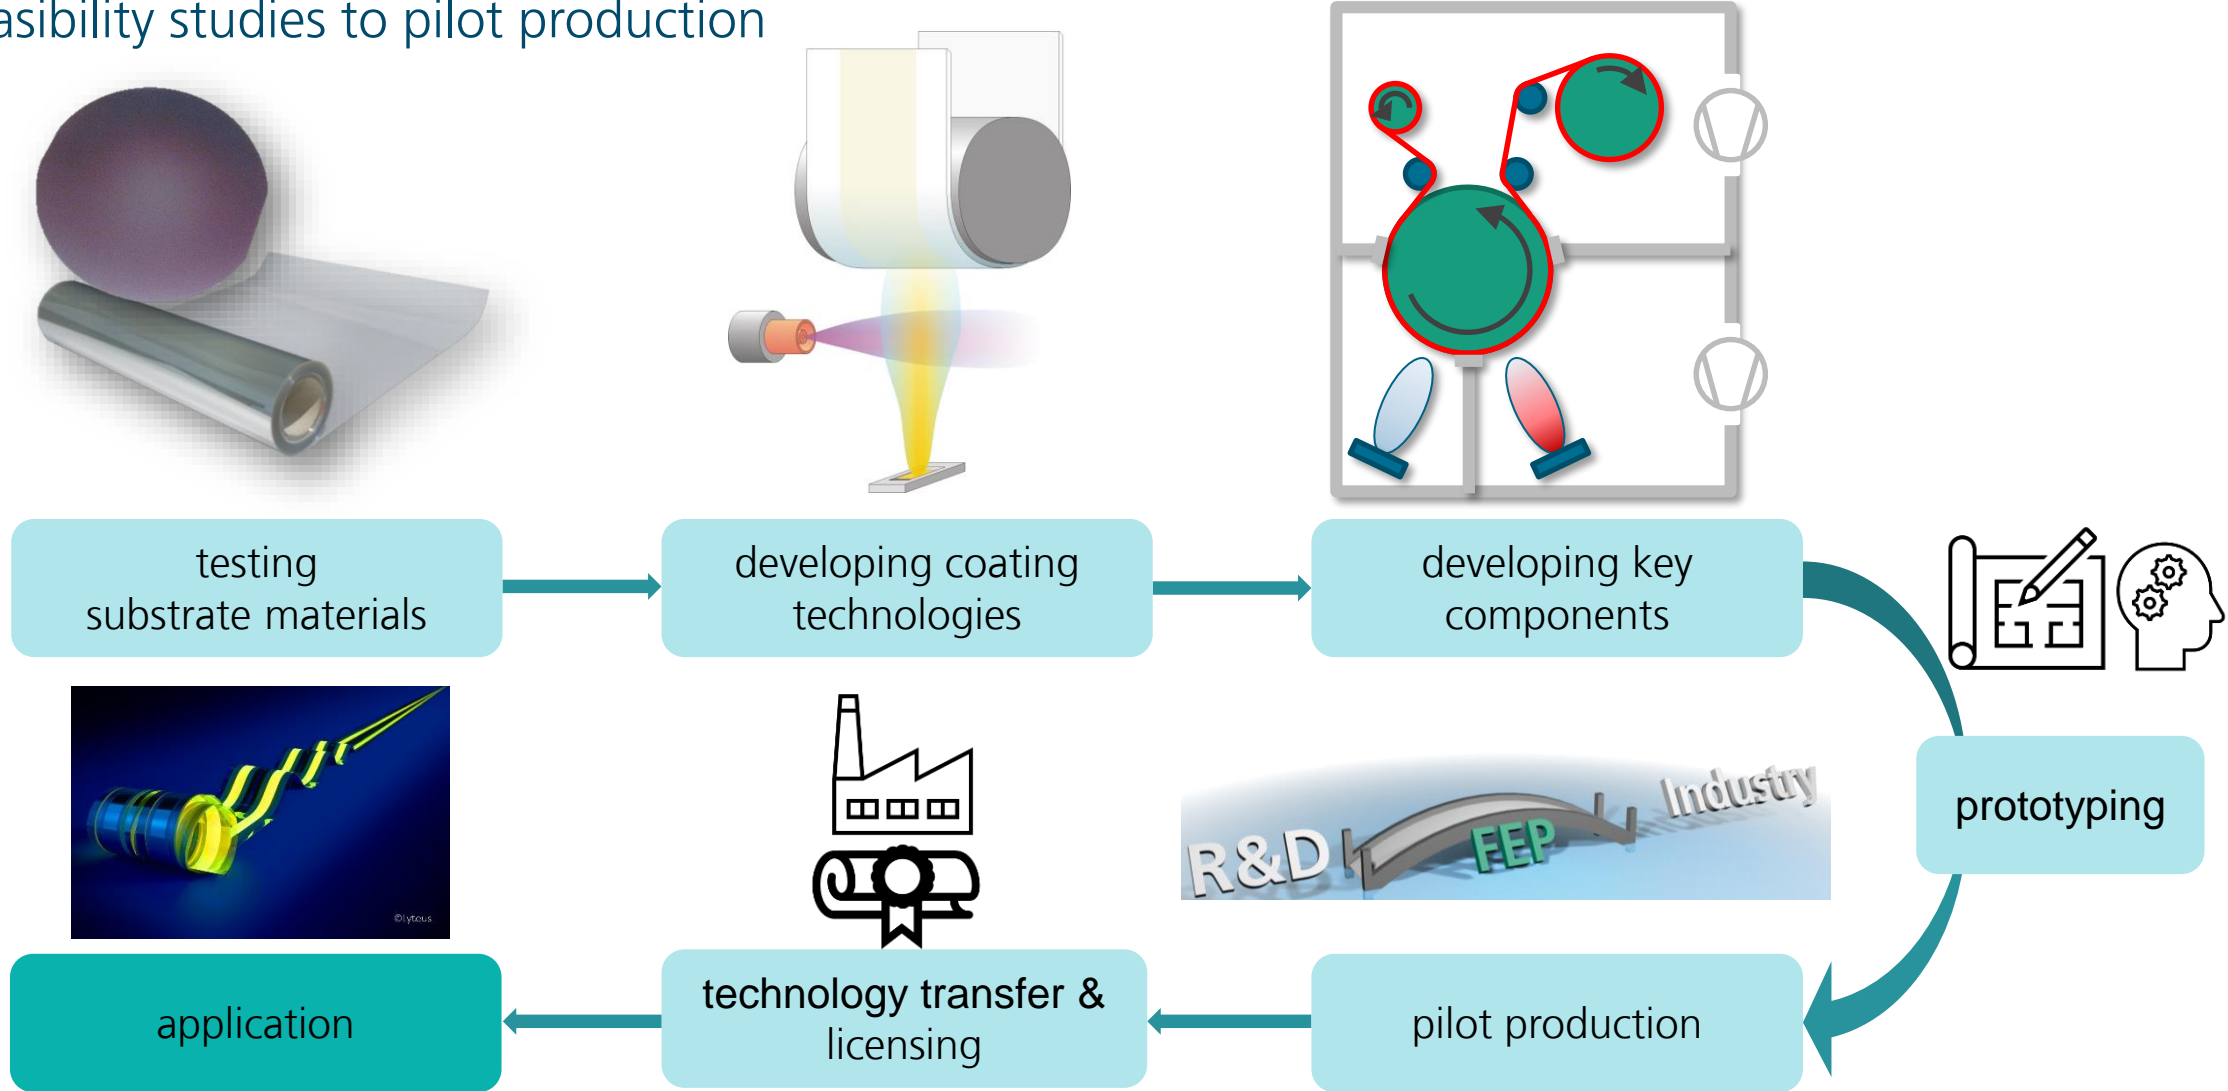 asibility studies to pilot production
testing
substrate materials
developing coating
technologies
developing key
components
prototyping
R&D
FEP
Industry
©lyteus
application
technology transfer &
licensing
pilot production